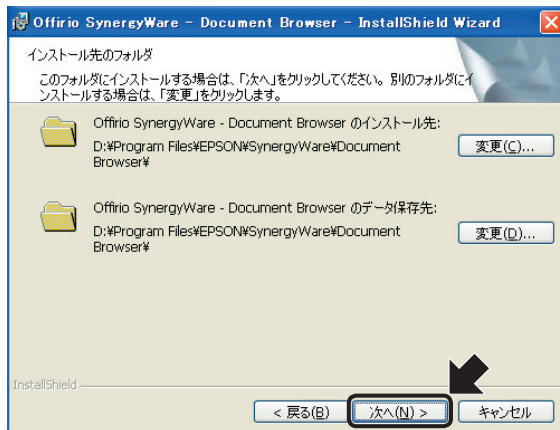 Offirio SynergyWare - Document Browser - InstallShield Wizard
インストール先のフォルダ
このフォルダにインストールする場合は、「次へ」をクリックしてください。別のフォルダにイ
ンストールする場合は、「変更」をクリックします。
Offirio SynergyWare - Document Browser のインストール先:
D:¥Program Files¥EPSON¥SynergyWare¥Document
Browser¥
変更(C)...
Offirio SynergyWare - Document Browser のデータ保存先:
D:¥Program Files¥EPSON¥SynergyWare¥Document
Browser¥
変更(D)...
InstallShield
< 戻る(B)
次へ(N) >
キャンセル